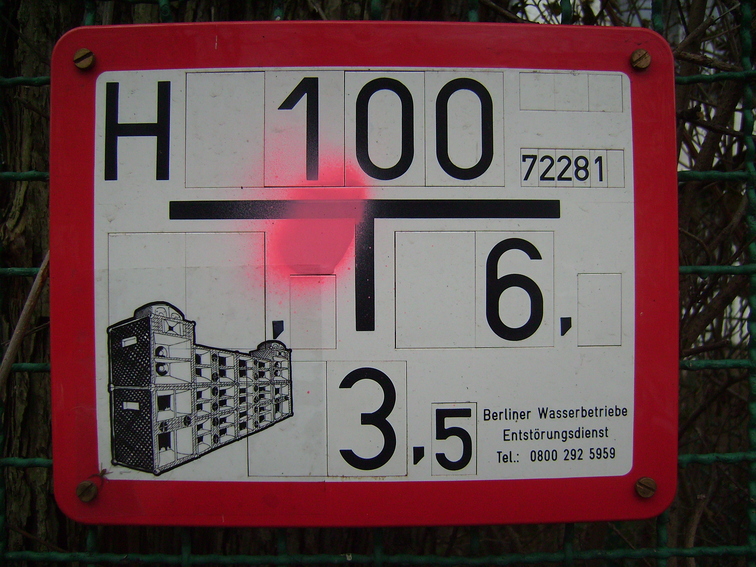 H 100
72281
, 6,
3,5
Berliner Wasserbetriebe
Entstörungsdienst
Tel.: 0800 292 5959